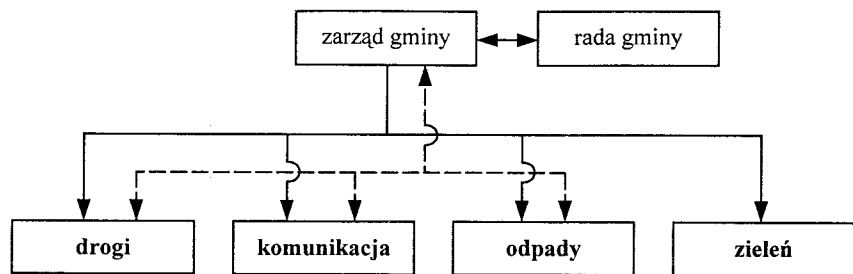 zarząd gminy
rada gminy
drogi
komunikacja
odpady
zieleń